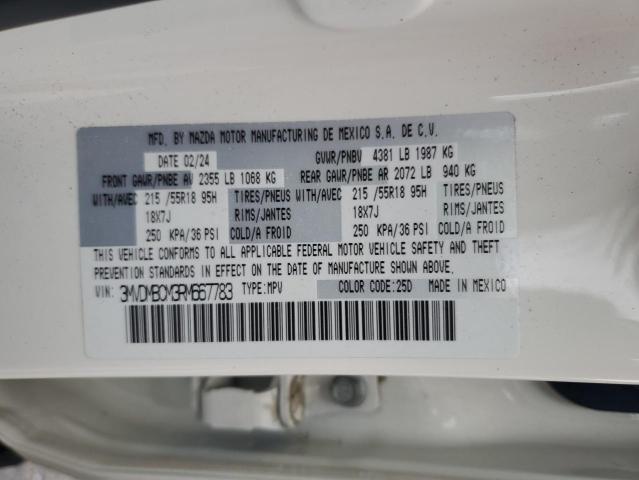 MFD. BY MAZDA MOTOR MANUFACTURING DE MEXICO S.A. DE C.V.
DATE 02/24 GVWR/PNBV 4381 LB 1987 KG
FRONT GAWR/PNBE AV 2355 LB 1068 KG REAR GAWR/PNBE AR 2072 LB 940 KG
WITH/AVEC 215 /55R18 95H TIRES/PNEUS WITH/AVEC 215 /55R18 95H TIRES/PNEUS
18X7J RIMS/JANTES 18X7J RIMS/JANTES
250 KPA/36 PSI COLD/A FROID 250 KPA/36 PSI COLD/A FROID
THIS VEHICLE CONFORMS TO ALL APPLICABLE FEDERAL MOTOR VEHICLE SAFETY AND THEFT
PREVENTION STANDARDS IN EFFECT ON THE DATE OF MANUFACTURE SHOWN ABOVE.
VIN: 3MVDMBCM3RM667783 TYPE:MPV COLOR CODE:25D MADE IN MEXICO